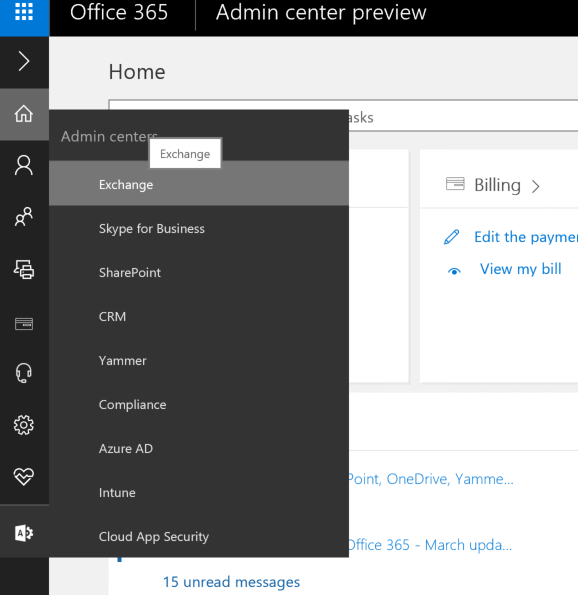 Office 365 Admin center preview
Home
asks
Admin centers
Exchange
Exchange
Skype for Business
SharePoint
CRM
Yammer
Compliance
Azure AD
Intune
Cloud App Security
Billing
Edit the paymen
View my bill
Point, OneDrive, Yamme...
Office 365 - March upda...
15 unread messages